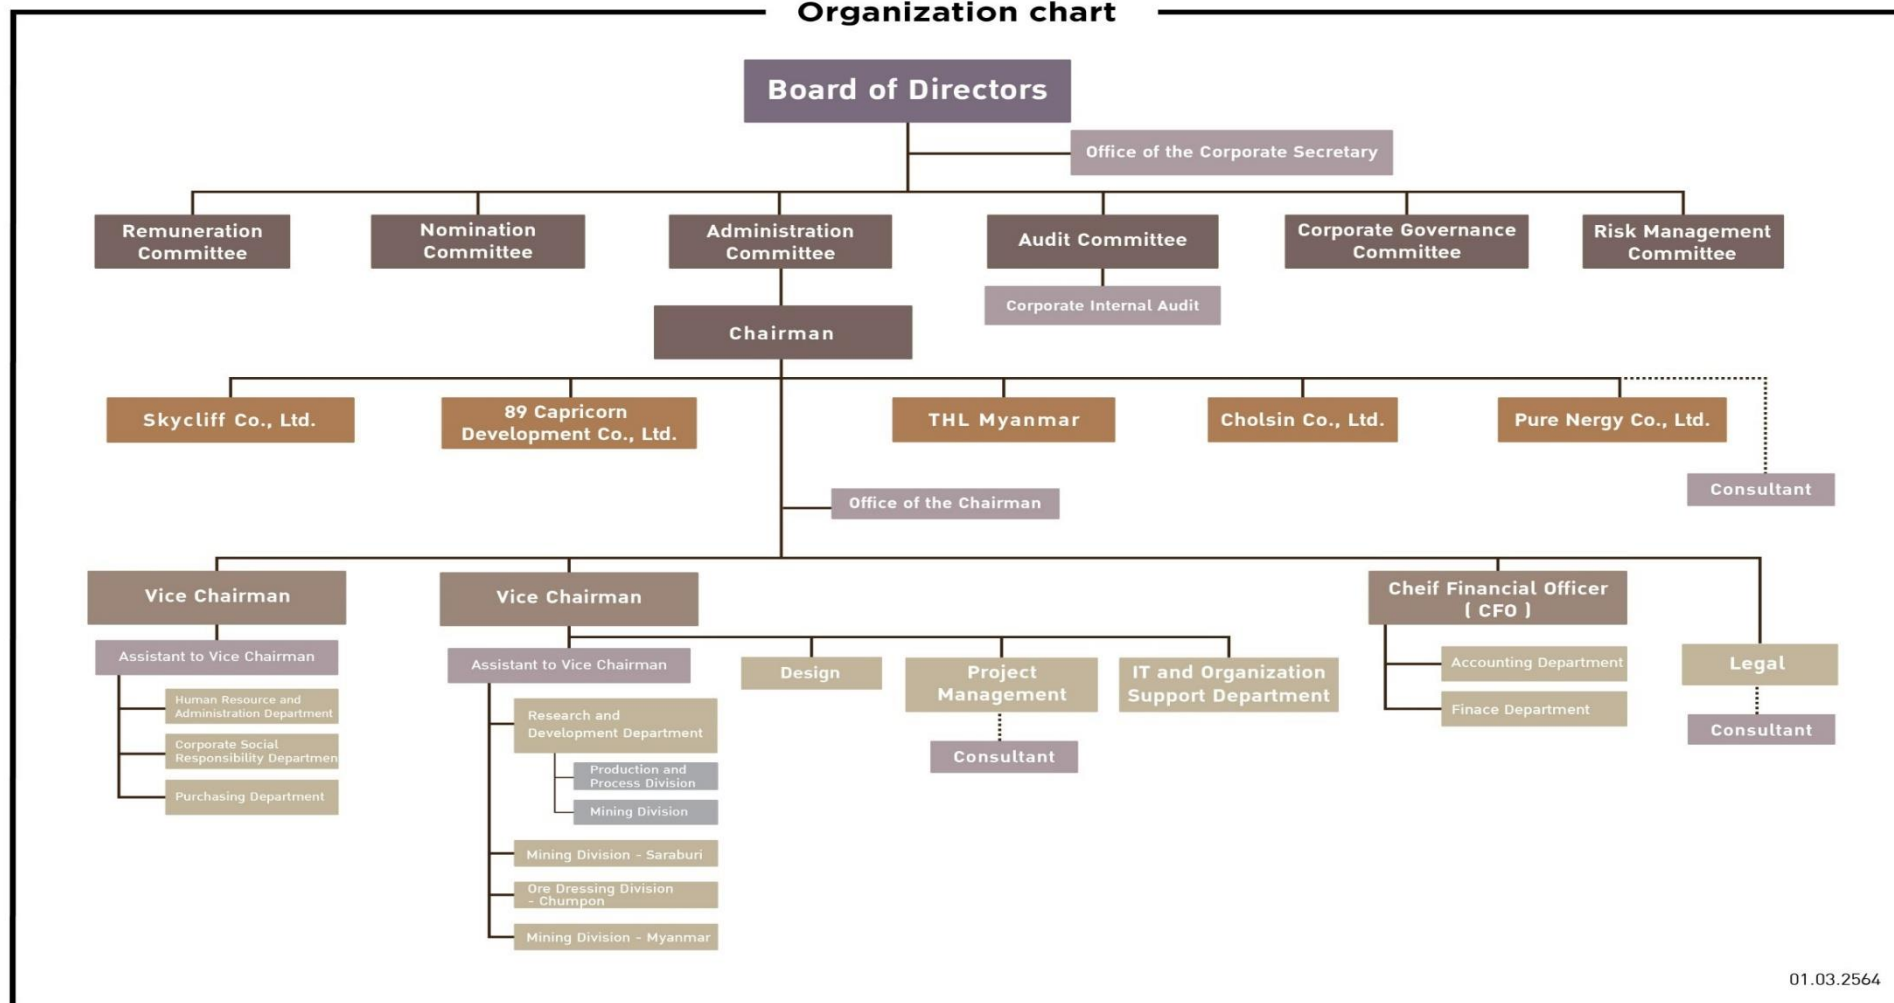 Organization chart
Board of Directors
Office of the Corporate Secretary
Remuneration
Committee
Nomination
Committee
Administration
Committee
Audit Committee
Corporate Governance
Committee
Risk Management
Committee
Corporate Internal Audit
Chairman
Skycliff Co., Ltd.
89 Capricorn
Development Co., Ltd.
THL Myanmar
Cholsin Co., Ltd.
Pure Nergy Co., Ltd.
Consultant
Office of the Chairman
Vice Chairman
Vice Chairman
Cheif Financial Officer
( CFO )
Assistant to Vice Chairman
Human Resource and
Administration Department
Corporate Social
Responsibility Departmen
Purchasing Department
Assistant to Vice Chairman
Research and
Development Department
Production and
Process Division
Mining Division
Mining Division - Saraburi
Ore Dressing Division
- Chumpon
Mining Division - Myanmar
Design
Project
Management
Consultant
IT and Organization
Support Department
Accounting Department
Finace Department
Legal
Consultant
01.03.2564